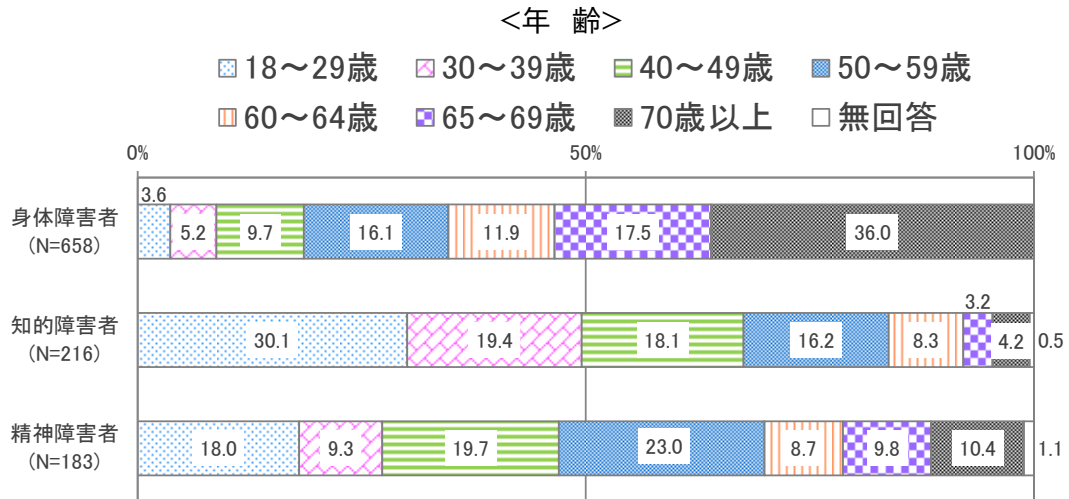 <年 齢>
18～29歳 30～39歳 40～49歳 50～59歳
60～64歳 65～69歳 70歳以上 無回答
0% 50% 100%
身体障害者
(N=658)
3.6 5.2 9.7 16.1 11.9 17.5 36.0
知的障害者
(N=216)
30.1 19.4 18.1 16.2 8.3 3.2 4.2 0.5
精神障害者
(N=183)
18.0 9.3 19.7 23.0 8.7 9.8 10.4 1.1